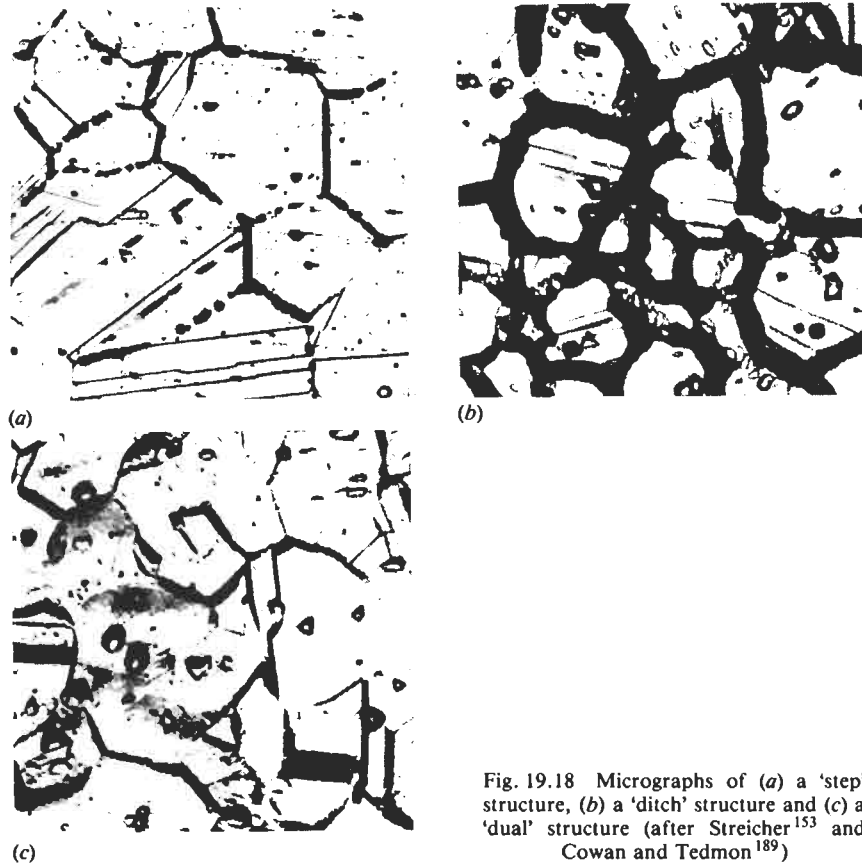 (a)
(b)
(c)
Fig. 19.18 Micrographs of (a) a 'step'
structure, (b) a 'ditch' structure and (c) a
'dual' structure (after Streicher153 and
Cowan and Tedmon189)